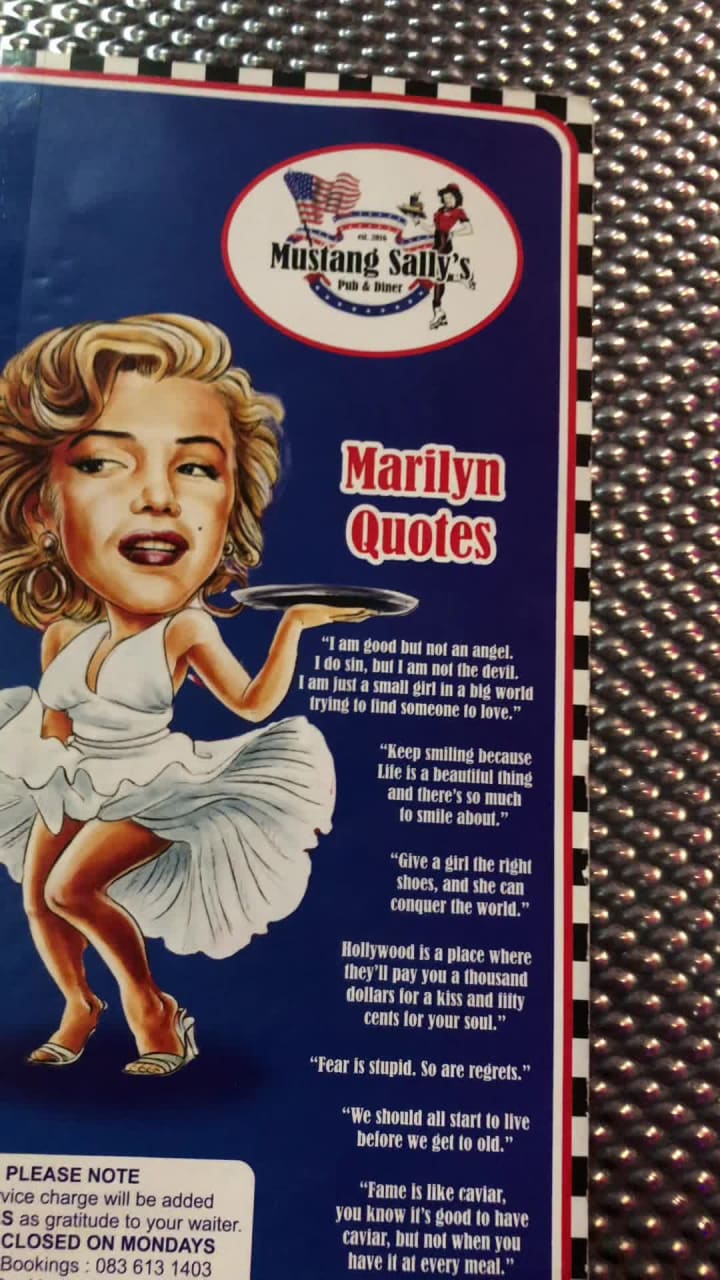 est. 2016
Mustang Sally's
Pub & Diner
Marilyn
Quotes
"I am good but not an angel.
I do sin, but I am not the devil.
I am just a small girl in a big world
trying to find someone to love."
"Keep smiling because
Life is a beautiful thing
and there's so much
to smile about."
"Give a girl the right
shoes, and she can
conquer the world."
Hollywood is a place where
they'll pay you a thousand
dollars for a kiss and fifty
cents for your soul."
"Fear is stupid. So are regrets."
"We should all start to live
before we get to old."
"Fame is like caviar,
you know it's good to have
caviar, but not when you
have it at every meal."
PLEASE NOTE
vice charge will be added
S as gratitude to your waiter.
CLOSED ON MONDAYS
Bookings : 083 613 1403